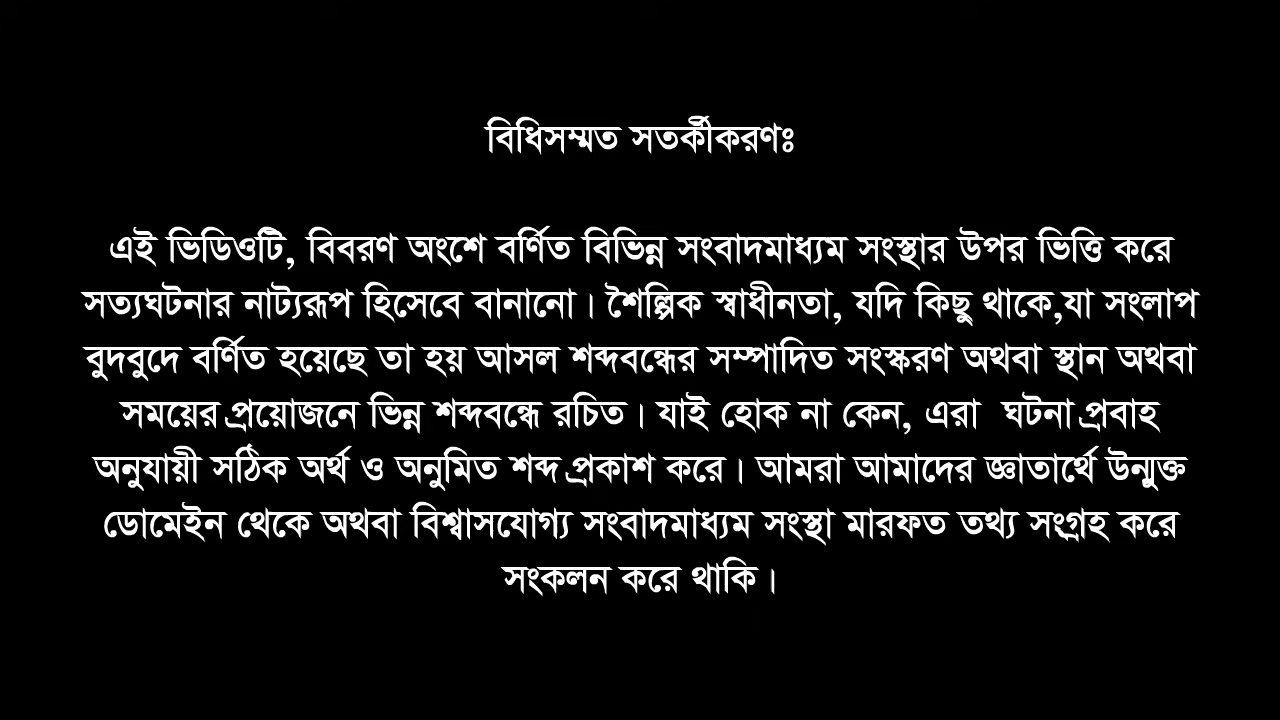 বিধিসম্মত সতর্কীকরণঃ
এই ভিডিওটি, বিবরণ অংশে বর্ণিত বিভিন্ন সংবাদমাধ্যম সংস্থার উপর ভিত্তি করে
সত্যঘটনার নাট্যরূপ হিসেবে বানানো। শৈল্পিক স্বাধীনতা, যদি কিছু থাকে,যা সংলাপ
বুদবুদে বর্ণিত হয়েছে তা হয় আসল শব্দবন্ধের সম্পাদিত সংস্করণ অথবা স্থান অথবা
সময়ের প্রয়োজনে ভিন্ন শব্দবন্ধে রচিত। যাই হোক না কেন, এরা ঘটনা প্রবাহ
অনুযায়ী সঠিক অর্থ ও অনুমিত শব্দ প্রকাশ করে। আমরা আমাদের জ্ঞাতার্থে উন্মুক্ত
ডোমেইন থেকে অথবা বিশ্বাসযোগ্য সংবাদমাধ্যম সংস্থা মারফত তথ্য সংগ্রহ করে
সংকলন করে থাকি।